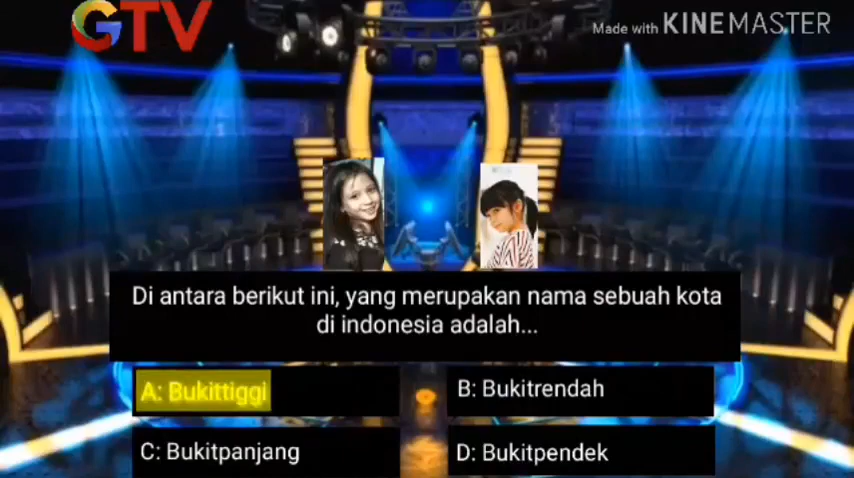 GTV
Made with KINEMASTER
Di antara berikut ini, yang merupakan nama sebuah kota
di indonesia adalah...
A: Bukittiggi
B: Bukitrendah
C: Bukitpanjang
D: Bukitpendek